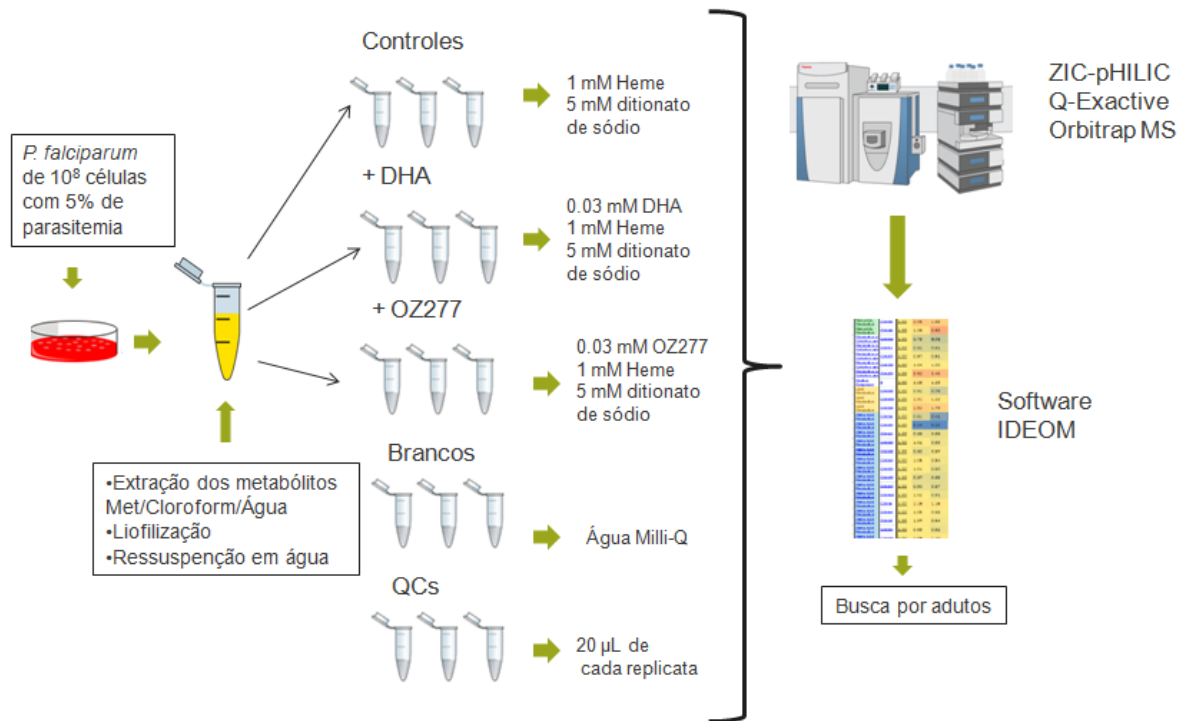 P. falciparum
de 10⁸ células
com 5% de
parasitemia
•Extração dos metabólitos
Met/Cloroform/Água
•Liofilização
•Ressuspenção em água
Controles
1 mM Heme
5 mM ditionato
de sódio
+ DHA
0.03 mM DHA
1 mM Heme
5 mM ditionato
de sódio
+ OZ277
0.03 mM OZ277
1 mM Heme
5 mM ditionato
de sódio
Brancos
Água Milli-Q
QCs
20 µL de
cada replicata
ZIC-pHILIC
Q-Exactive
Orbitrap MS
Software
IDEOM
Busca por adutos